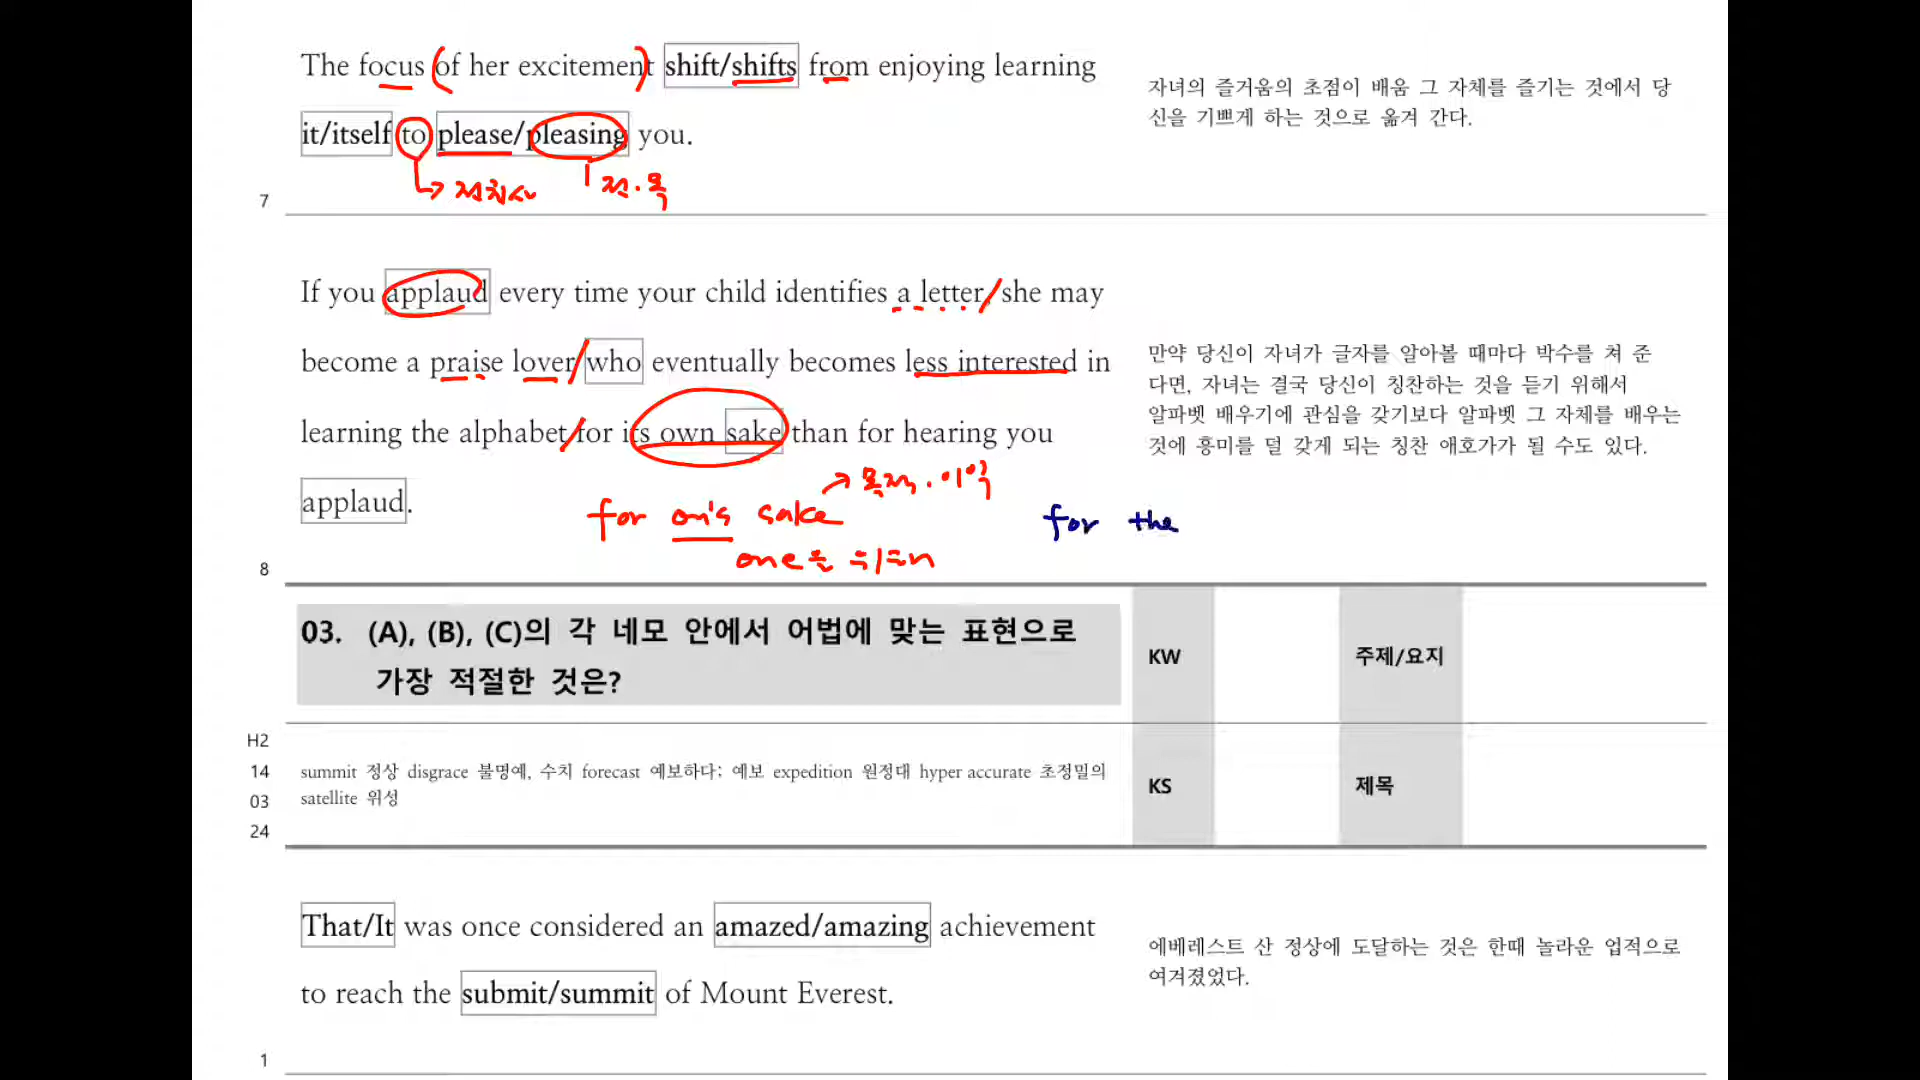 The focus (of her excitement) shift/shifts from enjoying learning
it/itself to please/pleasing you.
자녀의 즐거움의 초점이 배움 그 자체를 즐기는 것에서 당
신을 기쁘게 하는 것으로 옮겨 간다.
전치사
전.목
7
If you applaud every time your child identifies a letter/she may
become a praise lover/who eventually becomes less interested in
learning the alphabet/for its own sake than for hearing you
applaud.
만약 당신이 자녀가 글자를 알아볼 때마다 박수를 쳐 준
다면, 자녀는 결국 당신이 칭찬하는 것을 듣기 위해서
알파벳 배우기에 관심을 갖기보다 알파벳 그 자체를 배우는
것에 흥미를 덜 갖게 되는 칭찬 애호가가 될 수도 있다.
목적.이익
for on's sake
for the
one을 위하여
8
03. (A), (B), (C)의 각 네모 안에서 어법에 맞는 표현으로
가장 적절한 것은?
KW
주제/요지
H2
14
03
24
summit 정상 disgrace 불명예, 수치 forecast 예보하다; 예보 expedition 원정대 hyper accurate 초정밀의
satellite 위성
KS
제목
That/It was once considered an amazed/amazing achievement
to reach the submit/summit of Mount Everest.
에베레스트 산 정상에 도달하는 것은 한때 놀라운 업적으로
여겨졌었다.
1